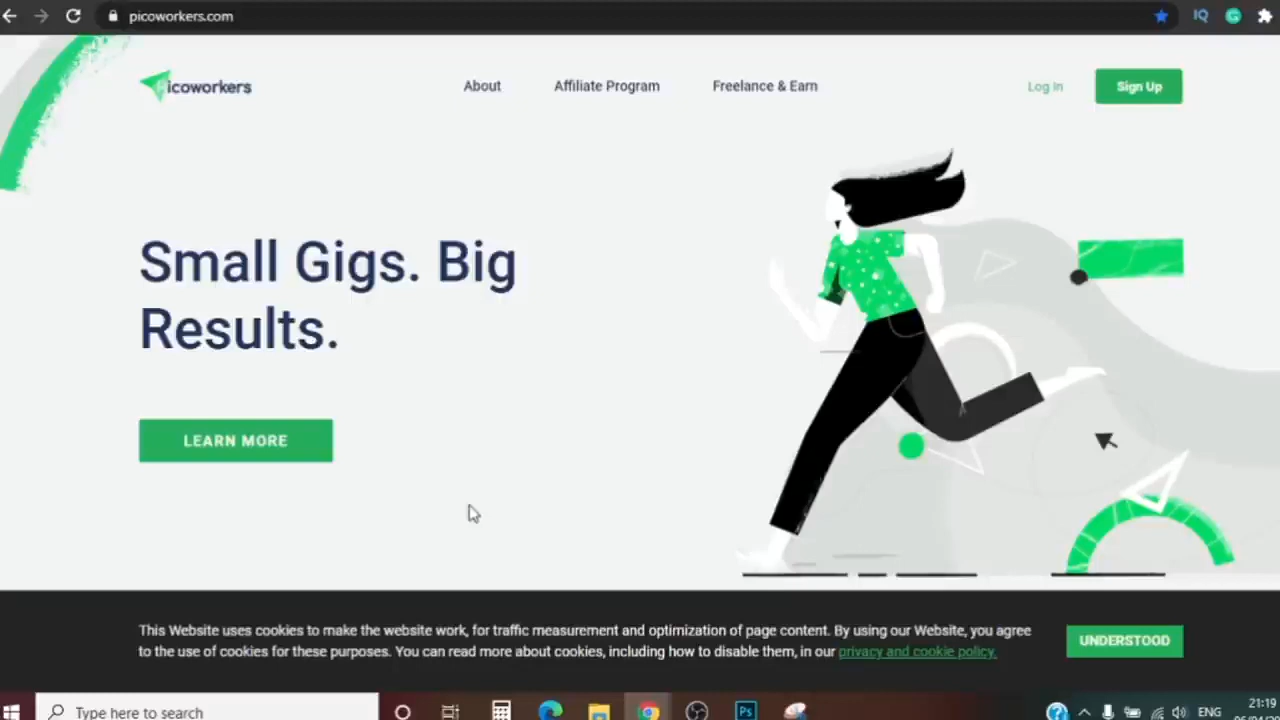 picoworkers.com
IQ
picoworkers
About
Affiliate Program
Freelance & Earn
Log In
Sign Up
Small Gigs. Big
Results.
LEARN MORE
This Website uses cookies to make the website work, for traffic measurement and optimization of page content. By using our Website, you agree
to the use of cookies for these purposes. You can read more about cookies, including how to disable them, in our privacy and cookie policy.
UNDERSTOOD
Type here to search
Ps
ENG
21:19